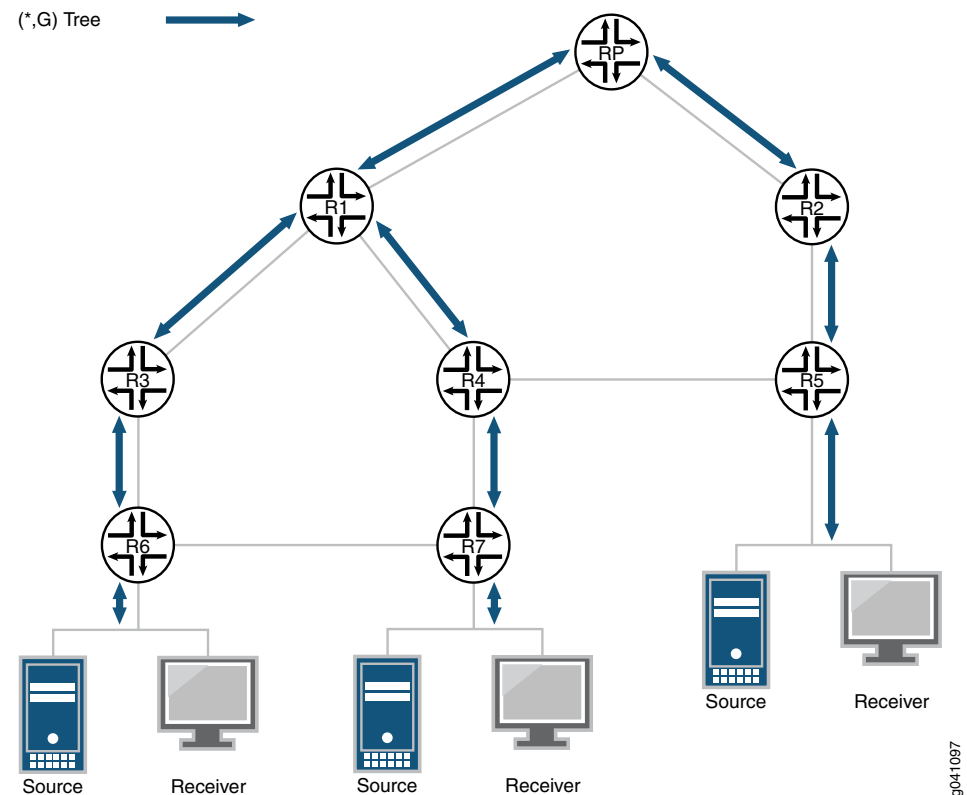 (*,G) Tree
RP
R1
R2
R3
R4
R5
R6
R7
Source
Receiver
Source
Receiver
Source
Receiver
g041097